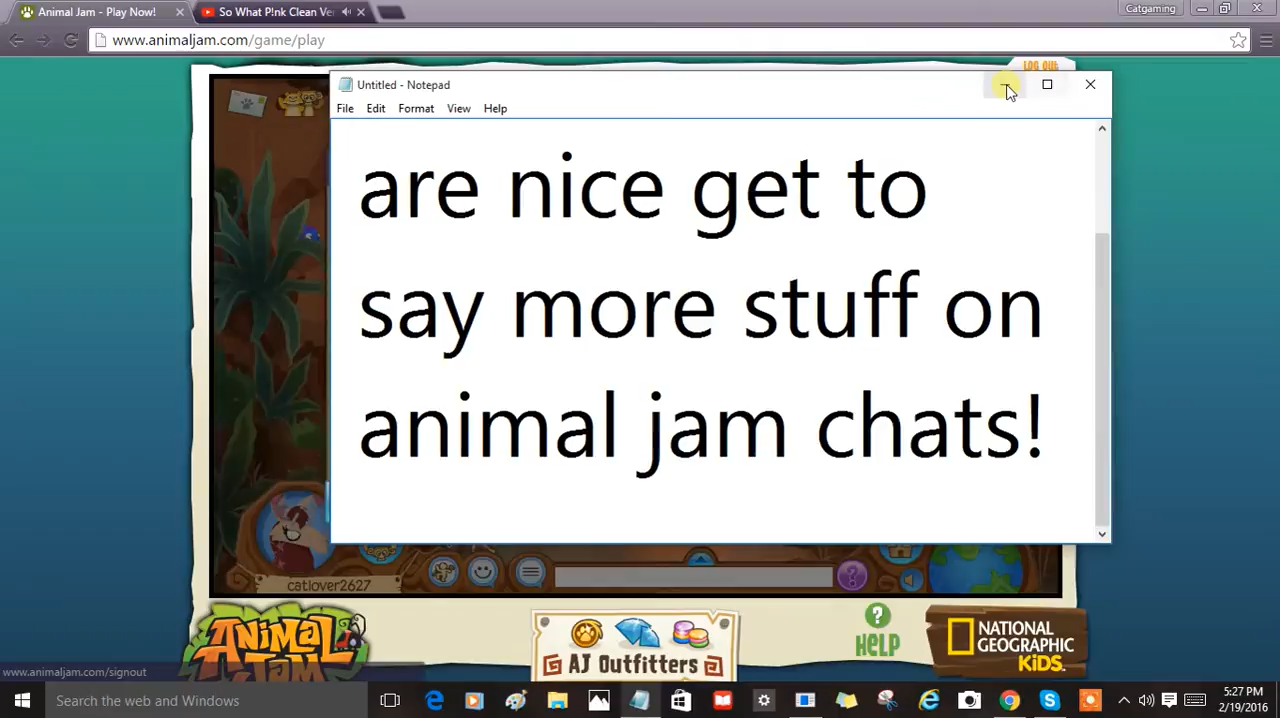 Animal Jam - Play Now!
So What P!nk Clean Ver
Catgaming
www.animaljam.com/game/play
LOG OUT
Untitled - Notepad
File Edit Format View Help
are nice get to
say more stuff on
animal jam chats!
catlover2627
?
ANIMAL JAM
AJ Outfitters
?
HELP
NATIONAL GEOGRAPHIC KiDS.
www.animaljam.com/signout
Search the web and Windows
5:27 PM
2/19/2016